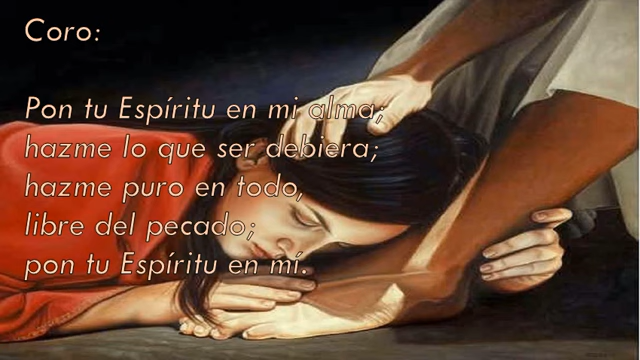 Coro:
Pon tu Espíritu en mi alma;
hazme lo que ser debiera;
hazme puro en todo,
libre del pecado;
pon tu Espíritu en mí.